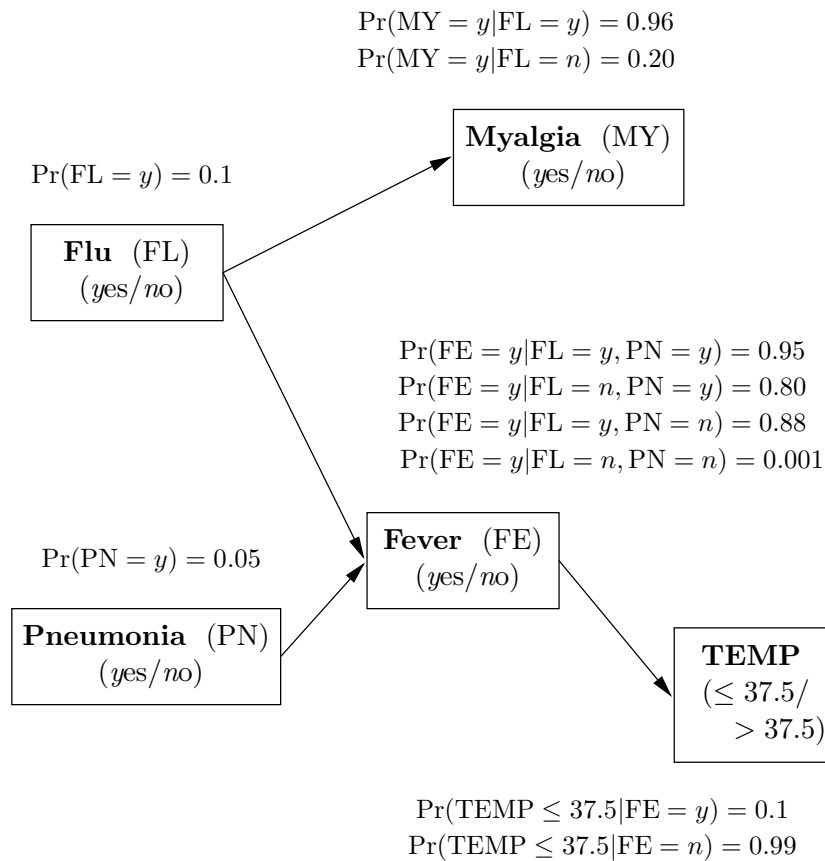 Pr(MY = y|FL = y) = 0.96
Pr(MY = y|FL = n) = 0.20
Myalgia (MY)
(yes/no)
Pr(FL = y) = 0.1
Flu (FL)
(yes/no)
Pr(FE = y|FL = y, PN = y) = 0.95
Pr(FE = y|FL = n, PN = y) = 0.80
Pr(FE = y|FL = y, PN = n) = 0.88
Pr(FE = y|FL = n, PN = n) = 0.001
Fever (FE)
(yes/no)
Pr(PN = y) = 0.05
Pneumonia (PN)
(yes/no)
TEMP
(≤ 37.5/
> 37.5)
Pr(TEMP ≤ 37.5|FE = y) = 0.1
Pr(TEMP ≤ 37.5|FE = n) = 0.99